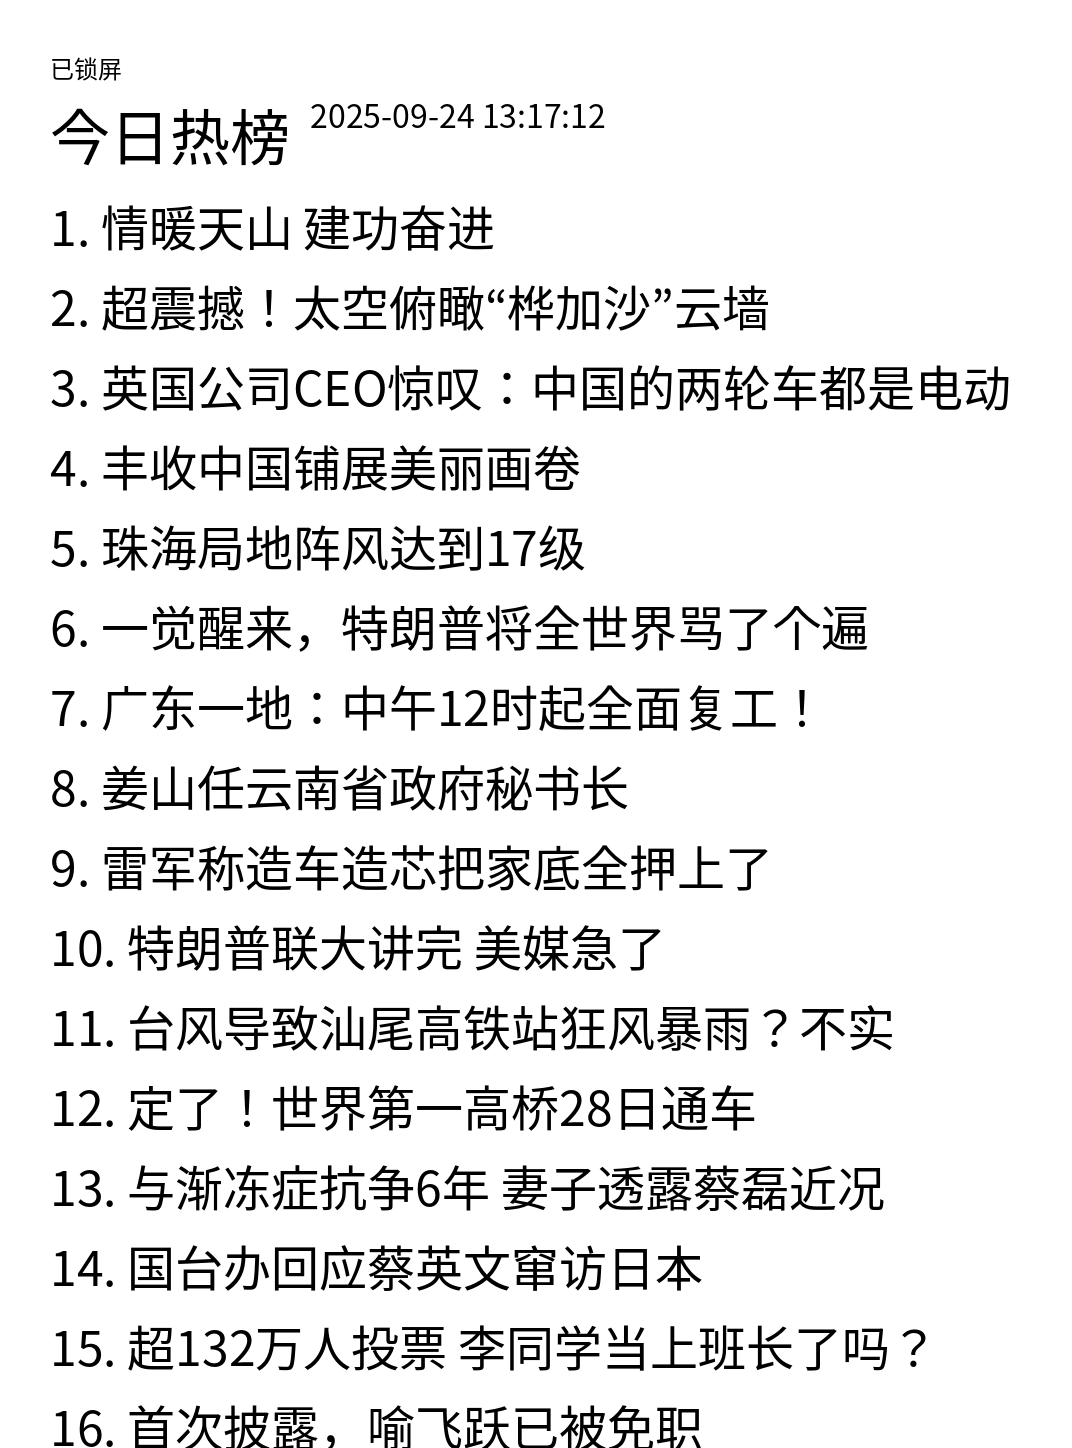 已锁屏
今日热榜 2025-09-24 13:17:12
1. 情暖天山 建功奋进
2. 超震撼！太空俯瞰“桦加沙”云墙
3. 英国公司CEO惊叹：中国的两轮车都是电动
4. 丰收中国铺展美丽画卷
5. 珠海局地阵风达到17级
6. 一觉醒来，特朗普将全世界骂了个遍
7. 广东一地：中午12时起全面复工！
8. 姜山任云南省政府秘书长
9. 雷军称造车造芯把家底全押上了
10. 特朗普联大讲完 美媒急了
11. 台风导致汕尾高铁站狂风暴雨？不实
12. 定了！世界第一高桥28日通车
13. 与渐冻症抗争6年 妻子透露蔡磊近况
14. 国台办回应蔡英文窜访日本
15. 超132万人投票 李同学当上班长了吗？
16. 首次披露，喻飞跃已被免职